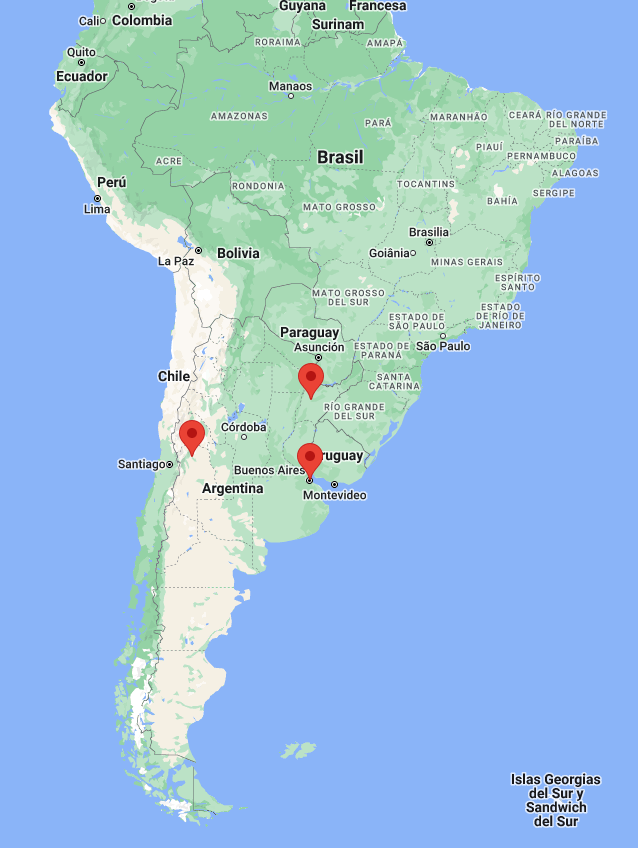 Guyana
Francesa
Surinam
Cali
Colombia
RORAIMA
AMAPÁ
Quito
Ecuador
Manaos
AMAZONAS
PARÁ
MARANHÃO
CEARÁ
RÍO GRANDE
DEL NORTE
PARAÍBA
PIAUÍ
PERNAMBUCO
ACRE
Brasil
ALAGOAS
RONDONIA
TOCANTINS
SERGIPE
Perú
Lima
MATO GROSSO
BAHÍA
Brasilia
Goiânia
La Paz
Bolivia
MINAS GERAIS
ESPÍRITO
SANTO
MATO GROSSO
DEL SUR
ESTADO
DE RÍO DE
JANEIRO
ESTADO DE
SÃO PAULO
Paraguay
Asunción
ESTADO DE
PARANÁ
São Paulo
Chile
SANTA
CATARINA
RÍO GRANDE
DEL SUR
Córdoba
Santiago
Buenos Aires
ruguay
Argentina
Montevideo
Islas Georgias
del Sur y
Sandwich
del Sur